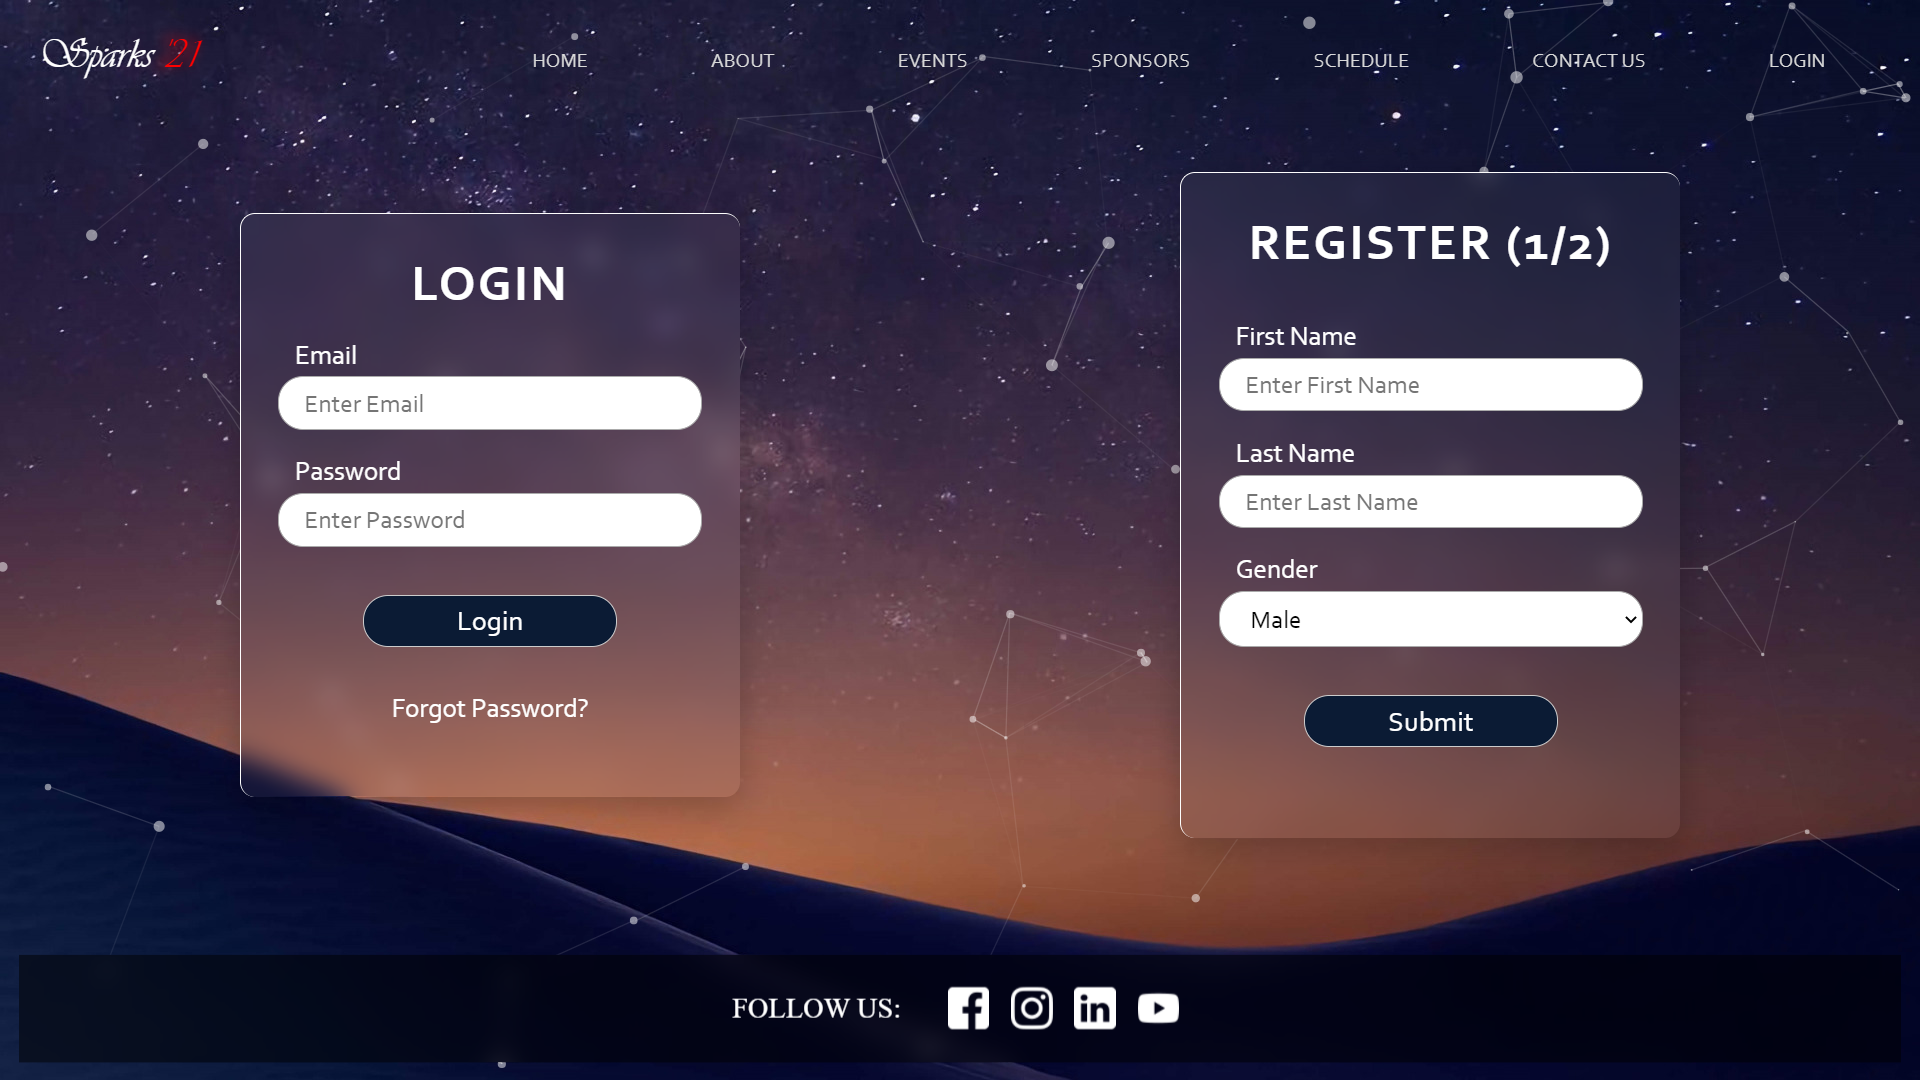 Sparks '21
HOME
ABOUT
EVENTS
SPONSORS
SCHEDULE
CONTACT US
LOGIN
LOGIN
Email
Enter Email
Password
Enter Password
Login
Forgot Password?
REGISTER (1/2)
First Name
Enter First Name
Last Name
Enter Last Name
Gender
Male
Submit
FOLLOW US: